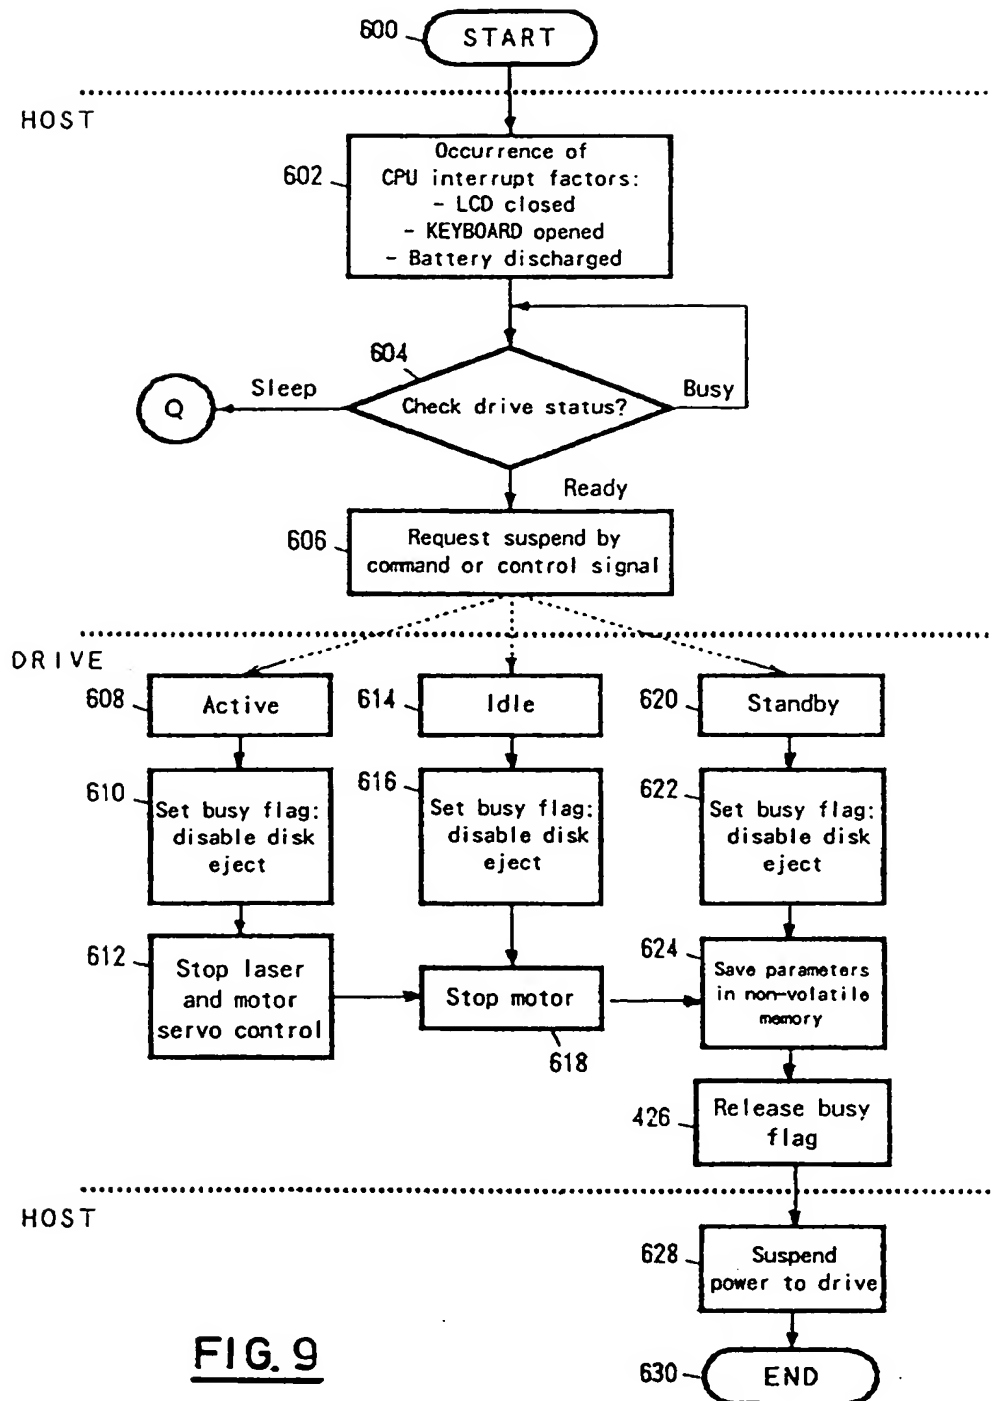 600
START
HOST
602
Occurrence of
CPU interrupt factors:
- LCD closed
- KEYBOARD opened
- Battery discharged
604
Sleep
Q
Check drive status?
Busy
Ready
606
Request suspend by
command or control signal
DRIVE
608
Active
614
Idle
620
Standby
610
Set busy flag:
disable disk
eject
616
Set busy flag:
disable disk
eject
622
Set busy flag:
disable disk
eject
612
Stop laser
and motor
servo control
Stop motor
618
624
Save parameters
in non-volatile
memory
426
Release busy
flag
HOST
628
Suspend
power to drive
630
END
FIG. 9